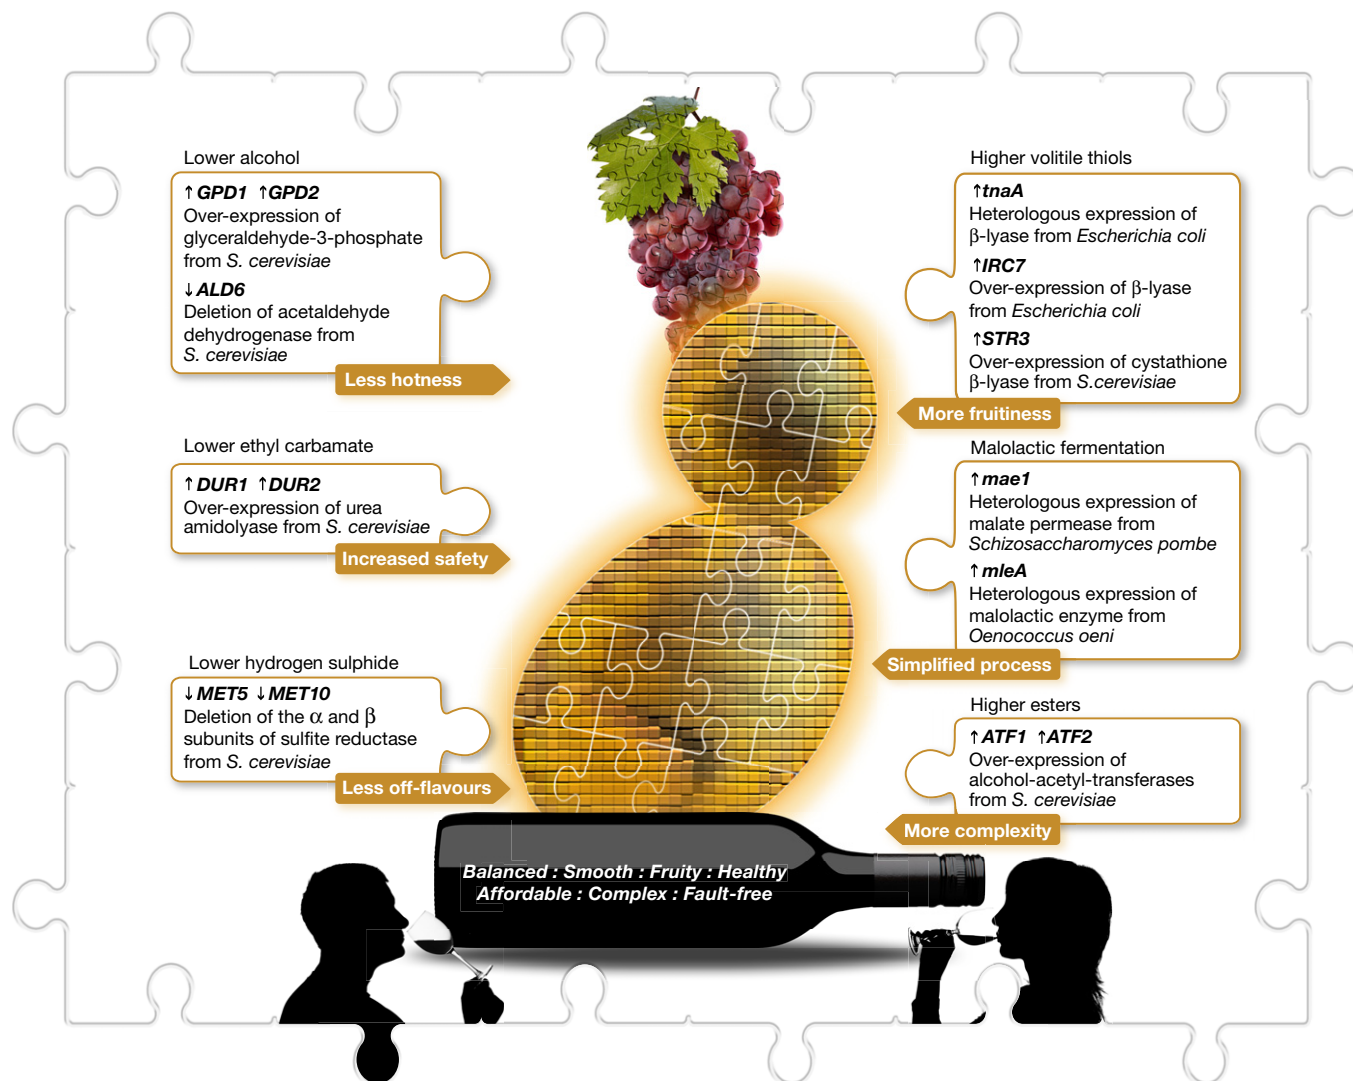 Lower alcohol
↑GPD1 ↑GPD2
Over-expression of
glyceraldehyde-3-phosphate
from S. cerevisiae
↓ALD6
Deletion of acetaldehyde
dehydrogenase from
S. cerevisiae
Less hotness
Lower ethyl carbamate
↑DUR1 ↑DUR2
Over-expression of urea
amidolyase from S. cerevisiae
Increased safety
Lower hydrogen sulphide
↓MET5 ↓MET10
Deletion of the α and β
subunits of sulfite reductase
from S. cerevisiae
Less off-flavours
Higher volitile thiols
↑tnaA
Heterologous expression of
β-lyase from Escherichia coli
↑IRC7
Over-expression of β-lyase
from Escherichia coli
↑STR3
Over-expression of cystathione
β-lyase from S.cerevisiae
More fruitiness
Malolactic fermentation
↑mae1
Heterologous expression of
malate permease from
Schizosaccharomyces pombe
↑mleA
Heterologous expression of
malolactic enzyme from
Oenococcus oeni
Simplified process
Higher esters
↑ATF1 ↑ATF2
Over-expression of
alcohol-acetyl-transferases
from S. cerevisiae
More complexity
Balanced : Smooth : Fruity : Healthy
Affordable : Complex : Fault-free